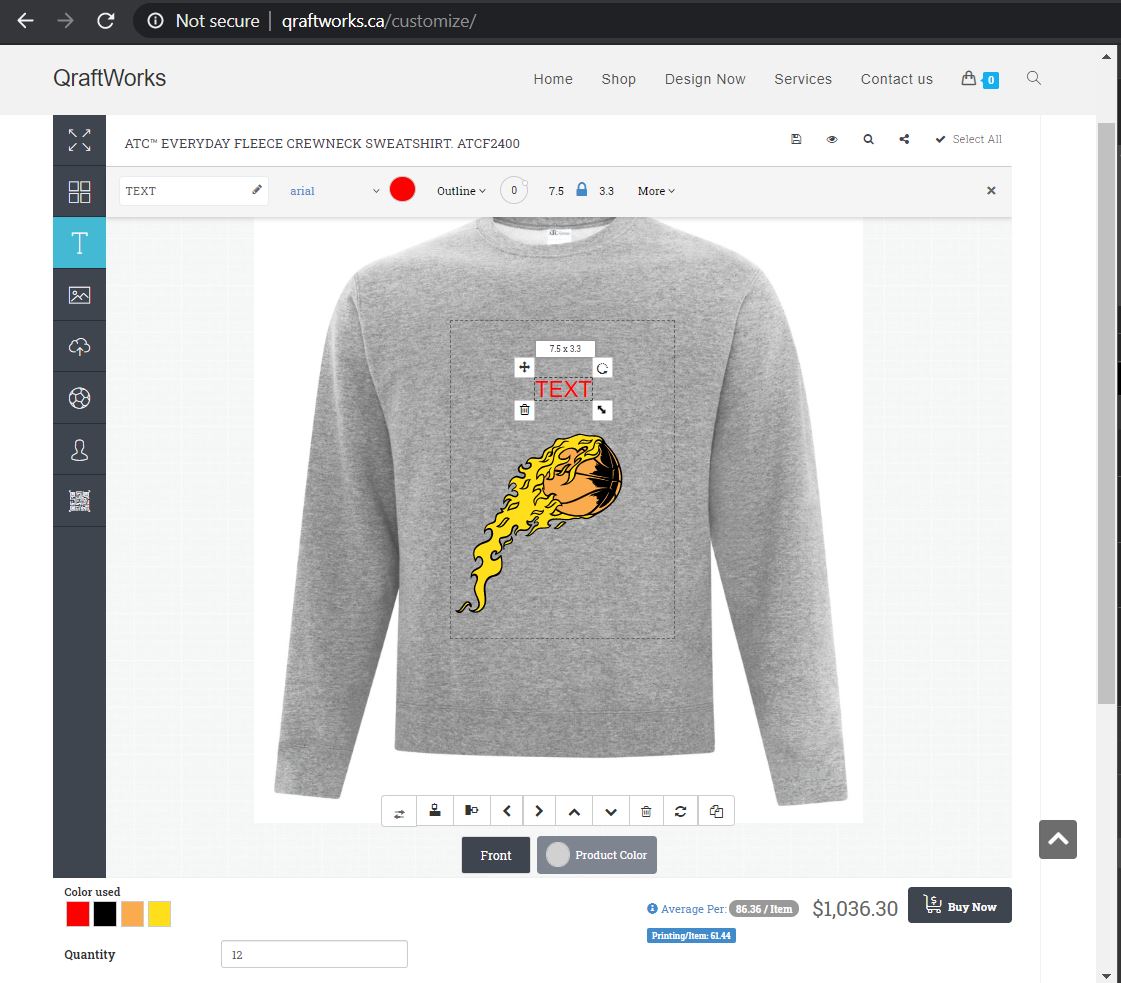 Not secure | qraftworks.ca/customize/
QraftWorks
Home Shop Design Now Services Contact us 0
ATC™ EVERYDAY FLEECE CREWNECK SWEATSHIRT. ATCF2400
Select All
TEXT arial Outline 0 7.5 3.3 More
7.5 x 3.3
TEXT
Front Product Color
Color used
Average Per: 86.36 / Item $1,036.30 Buy Now
Printing/Item: 61.44
Quantity 12